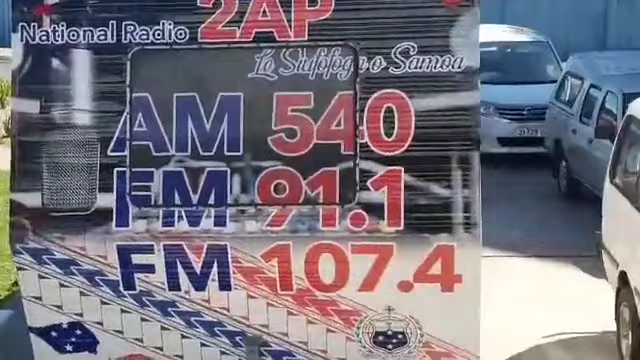 National Radio 2AP
Le Siufofoga o Samoa
AM 540
FM 91.1
FM 107.4